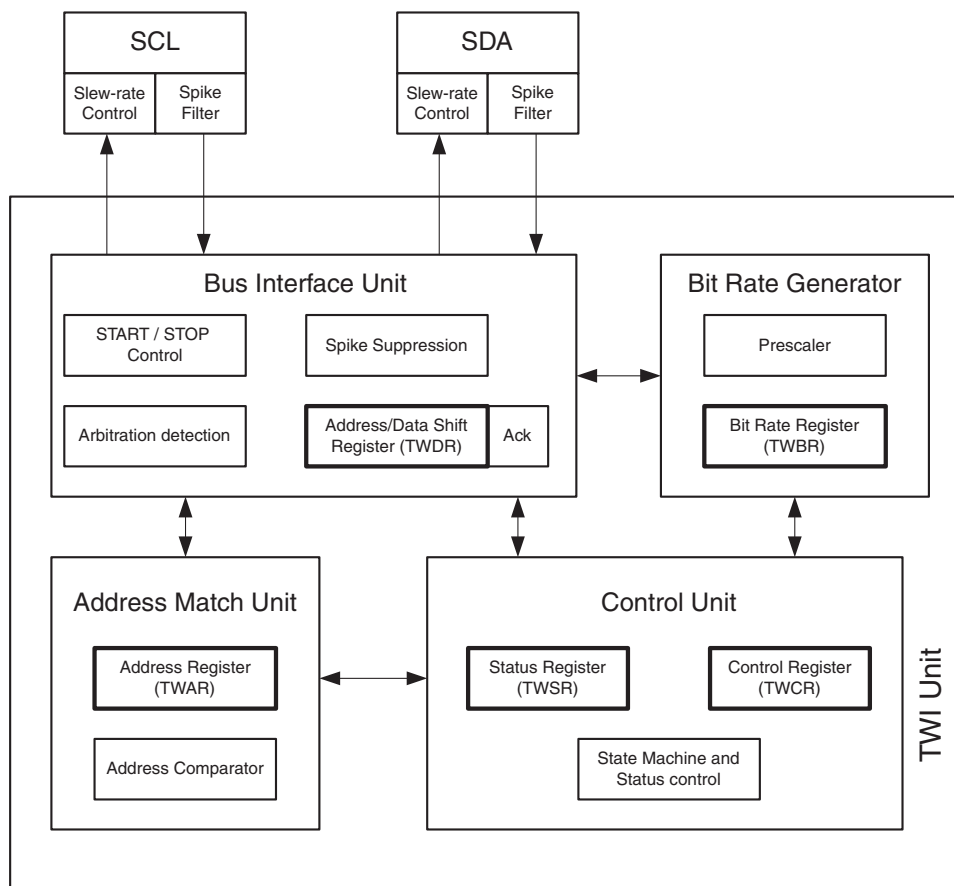 SCL
Slew-rate
Control
Spike
Filter
SDA
Slew-rate
Control
Spike
Filter
Bus Interface Unit
START / STOP
Control
Spike Suppression
Arbitration detection
Address/Data Shift
Register (TWDR)
Ack
Bit Rate Generator
Prescaler
Bit Rate Register
(TWBR)
Address Match Unit
Address Register
(TWAR)
Address Comparator
Control Unit
Status Register
(TWSR)
Control Register
(TWCR)
State Machine and
Status control
TWI Unit